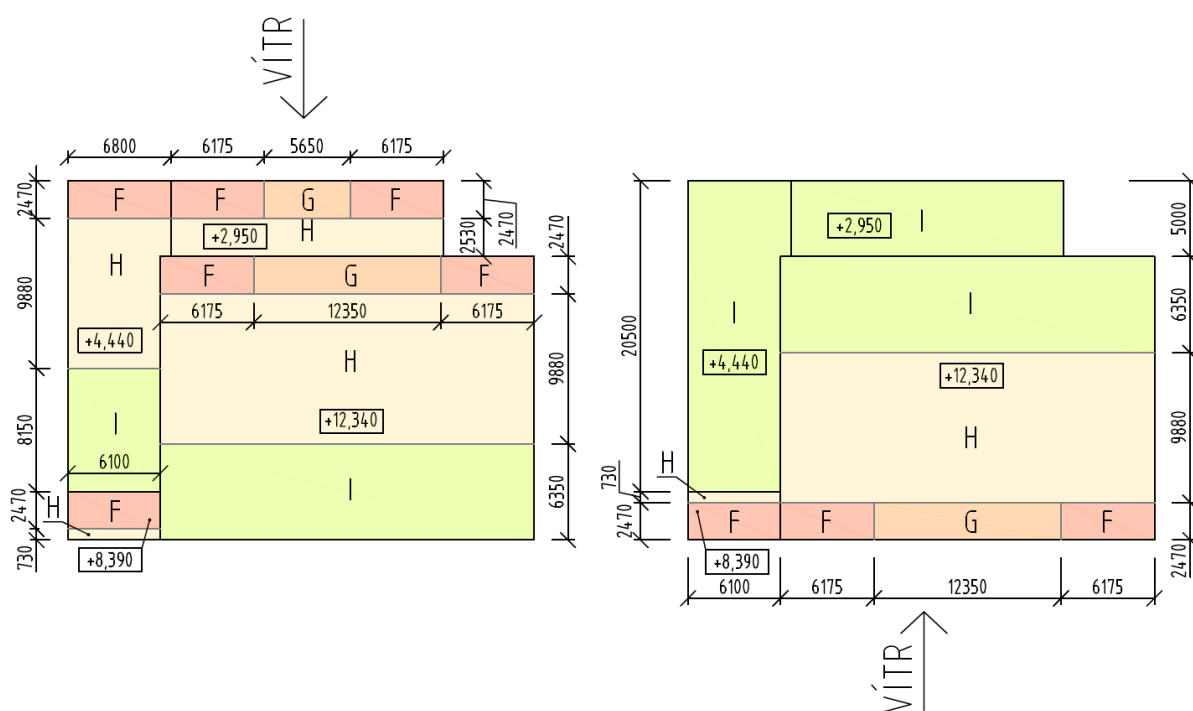 VÍTR
6800 6175 5650 6175
2470 F F G F
+2,950 H 2530 2470 2470
H F G F
9880 6175 12350 6175
+4,440 H 9880
+12,340
8150 I
6100 I 6350
2470 H F
730 +8,390
I
+2,950 5000
I 6350
20500 I
+4,440 +12,340
H 9880
730 H
2470 F F G F 2470
+8,390
6100 6175 12350 6175
VÍTR